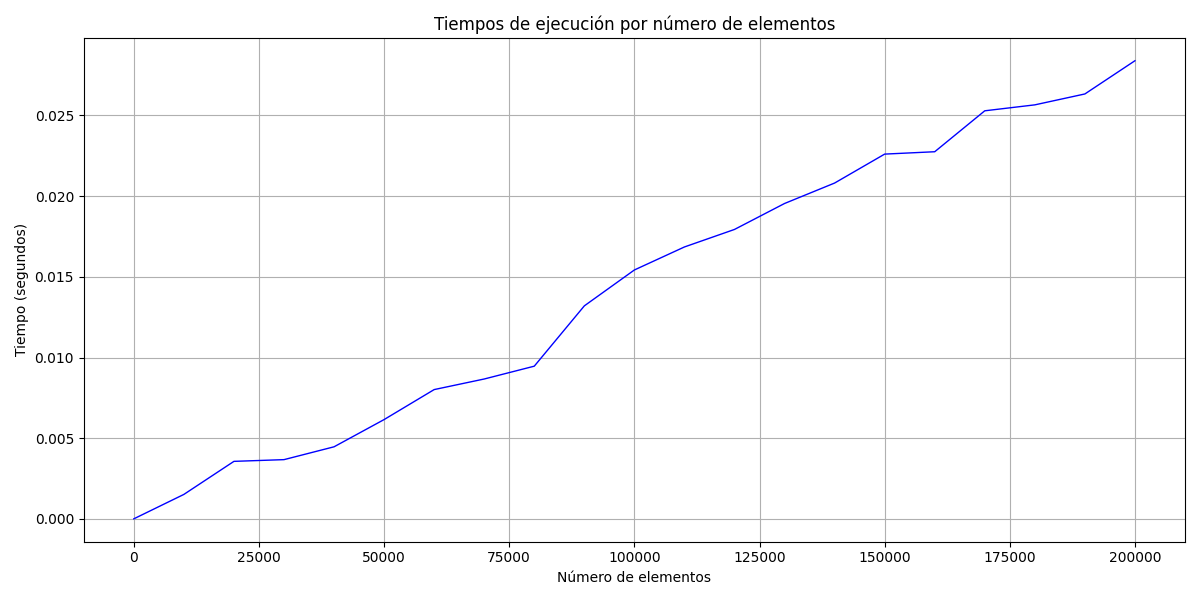 Tiempos de ejecución por número de elementos
Tiempo (segundos)
0.025
0.020
0.015
0.010
0.005
0.000
0 25000 50000 75000 100000 125000 150000 175000 200000
Número de elementos